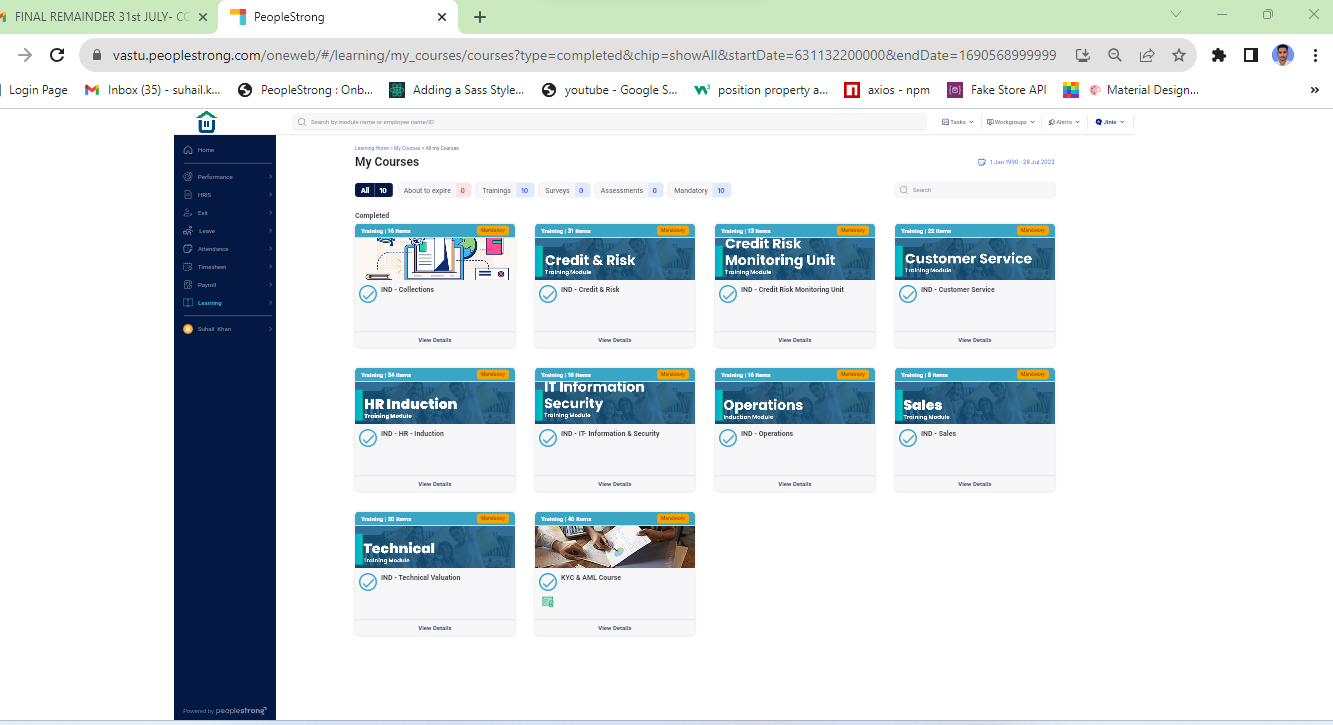 FINAL REMAINDER 31st JULY- CC
PeopleStrong
vastu.peoplestrong.com/oneweb/#/learning/my_courses/courses?type=completed&chip=showAll&startDate=631132200000&endDate=1690568999999
Login Page
Inbox (35) - suhail.k...
PeopleStrong : Onb...
Adding a Sass Style...
youtube - Google S...
position property a...
axios - npm
Fake Store API
Material Design...
»
Search by module name or employee name/ID
Tasks
Workgroups
Alerts
Jinie
Home
Performance
HRIS
Exit
Leave
Attendance
Timesheet
Payroll
Learning
Suhail Khan
Powered by peoplestrong
Learning Home > My Courses > All my Courses
My Courses
1 Jan 1990 - 28 Jul 2023
All 10
About to expire 0
Trainings 10
Surveys 0
Assessments 0
Mandatory 10
Search
Completed
Training | 16 Items Mandatory
IND - Collections
View Details
Training | 31 Items Mandatory
Credit & Risk
Training Module
IND - Credit & Risk
View Details
Training | 13 Items Mandatory
Credit Risk
Monitoring Unit
Training Module
IND - Credit Risk Monitoring Unit
View Details
Training | 22 Items Mandatory
Customer Service
Training Module
IND - Customer Service
View Details
Training | 34 Items Mandatory
HR Induction
Training Module
IND - HR - Induction
View Details
Training | 16 Items Mandatory
IT Information
Security
Training Module
IND - IT- Information & Security
View Details
Training | 16 Items Mandatory
Operations
Induction Module
IND - Operations
View Details
Training | 8 Items Mandatory
Sales
Training Module
IND - Sales
View Details
Training | 20 Items Mandatory
Technical
Training Module
IND - Technical Valuation
View Details
Training | 40 Items Mandatory
KYC & AML Course
View Details